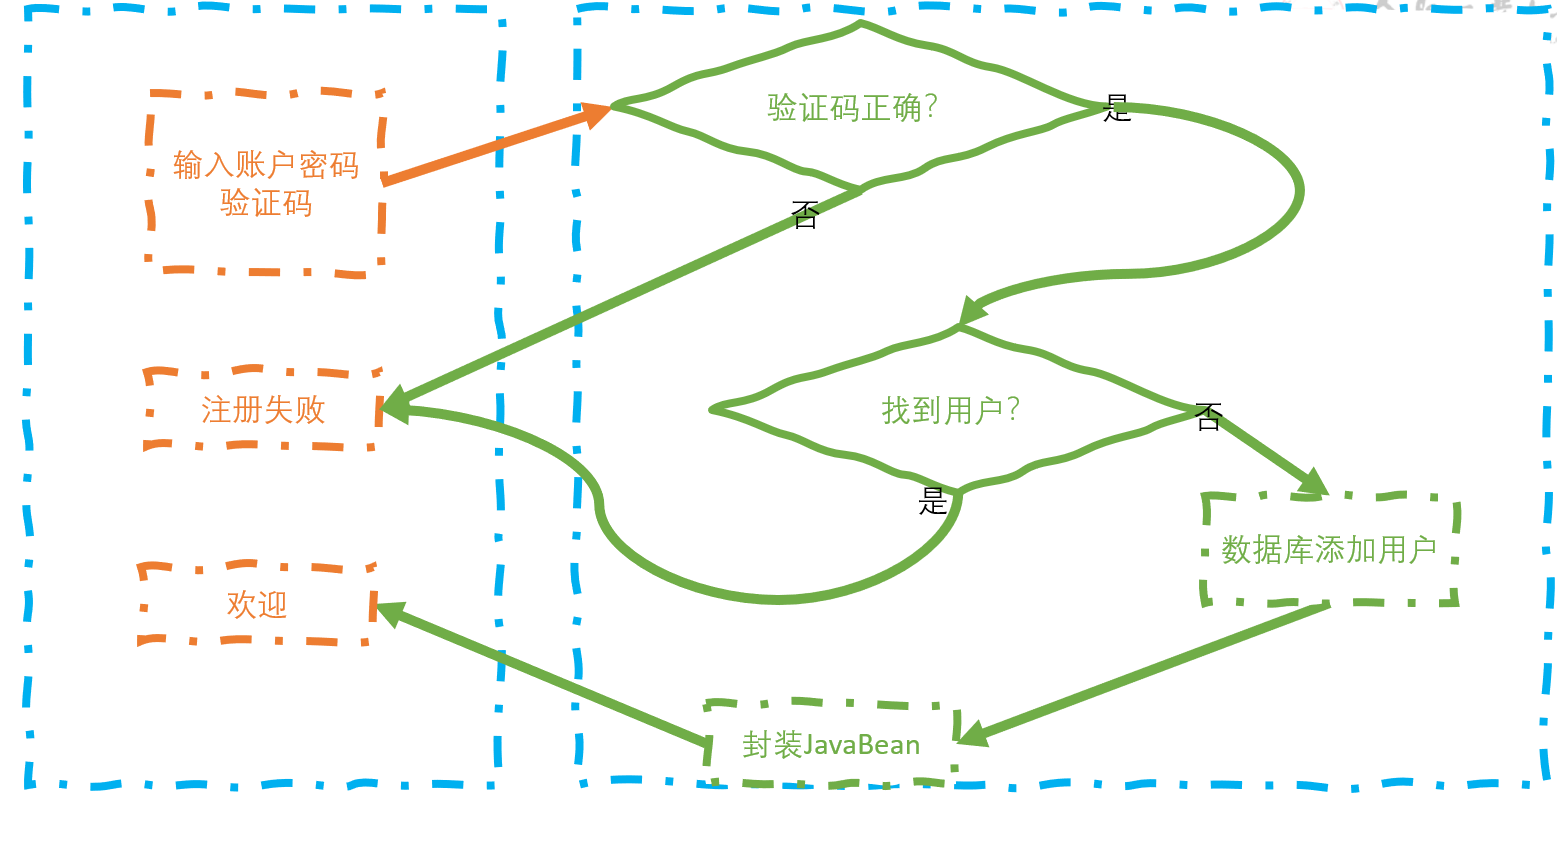 验证码正确？
是
输入账户密码
验证码
否
注册失败
找到用户？
否
是
数据库添加用户
欢迎
封装JavaBean